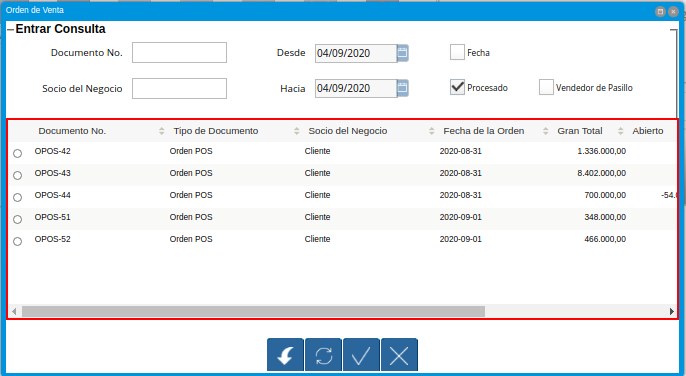 Orden de Venta
Entrar Consulta
Documento No. Desde 04/09/2020 Fecha
Socio del Negocio Hacia 04/09/2020 Procesado Vendedor de Pasillo
Documento No. Tipo de Documento Socio del Negocio Fecha de la Orden Gran Total Abierto
OPOS-42 Orden POS Cliente 2020-08-31 1.336.000,00
OPOS-43 Orden POS Cliente 2020-08-31 8.402.000,00
OPOS-44 Orden POS Cliente 2020-08-31 700.000,00 -54.
OPOS-51 Orden POS Cliente 2020-09-01 348.000,00
OPOS-52 Orden POS Cliente 2020-09-01 466.000,00